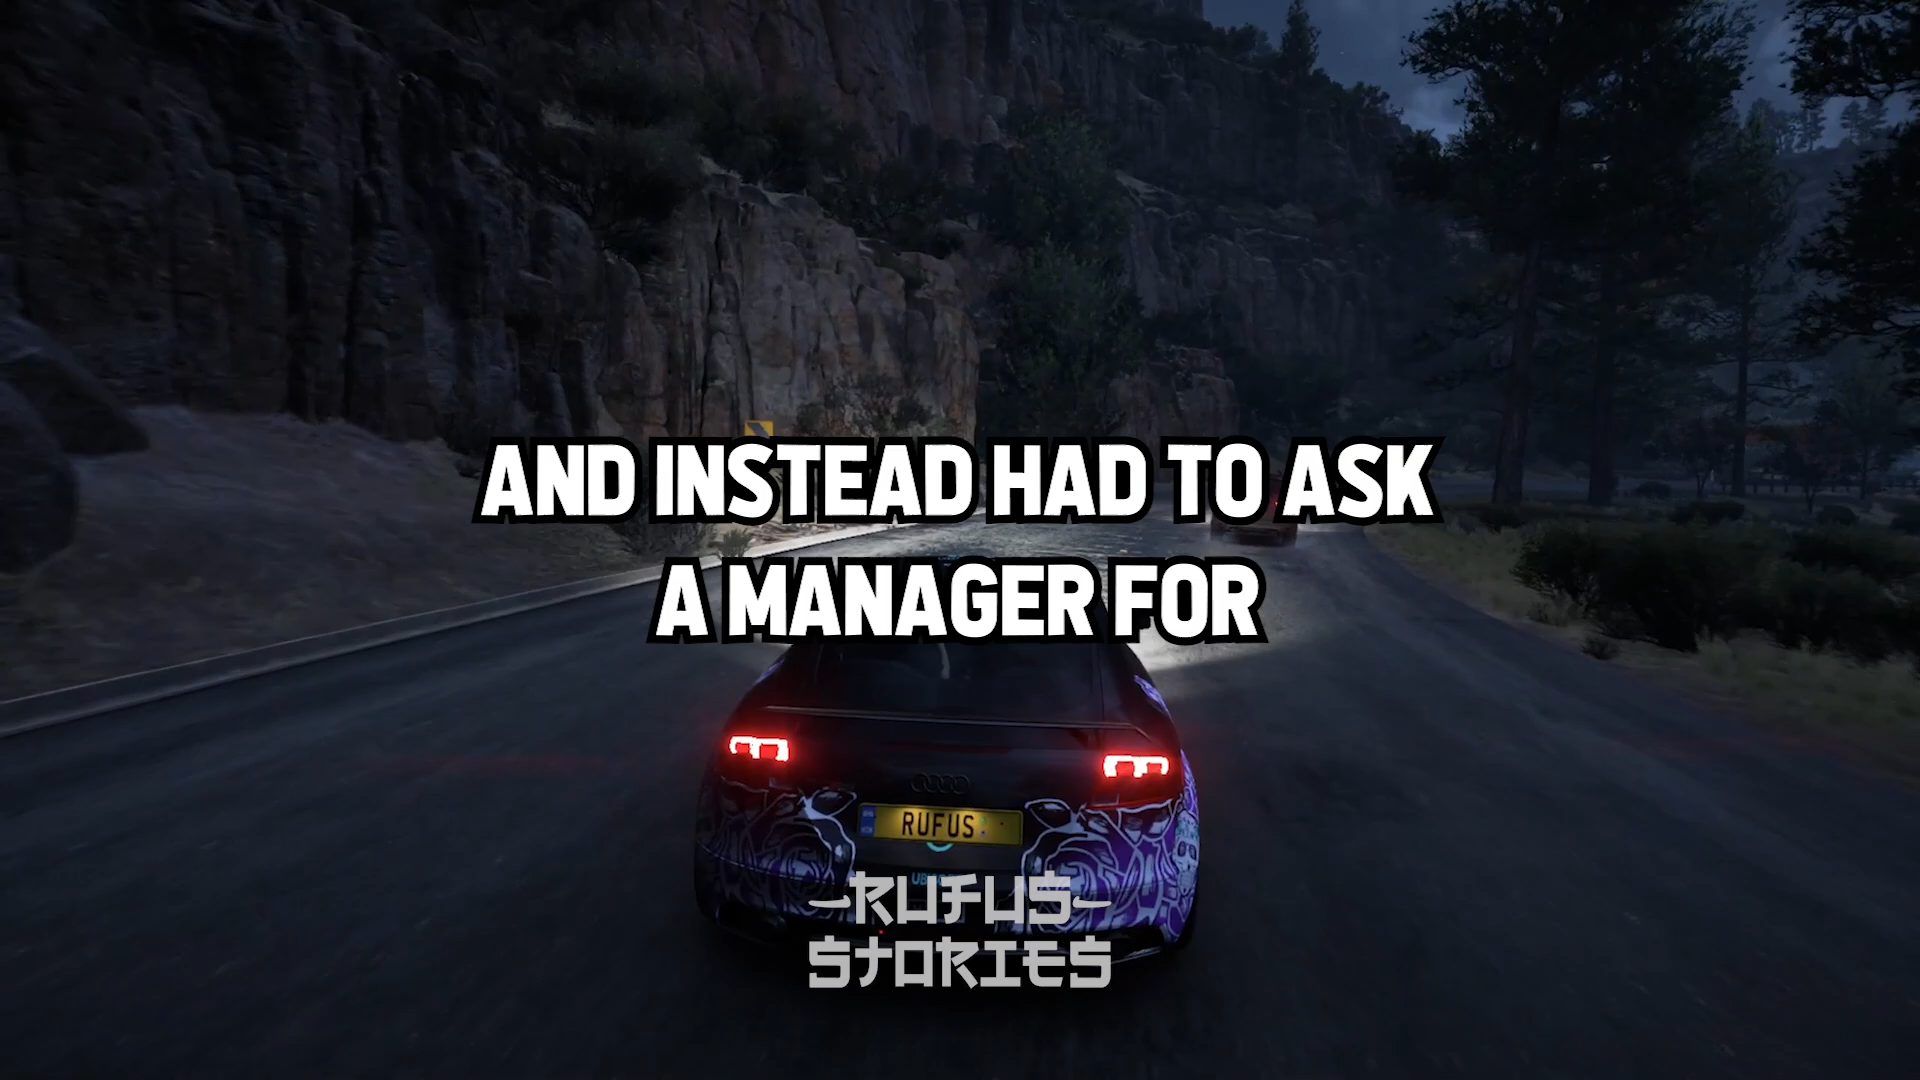 AND INSTEAD HAD TO ASK
A MANAGER FOR
RUFUS
-RUFUS-
STORIES